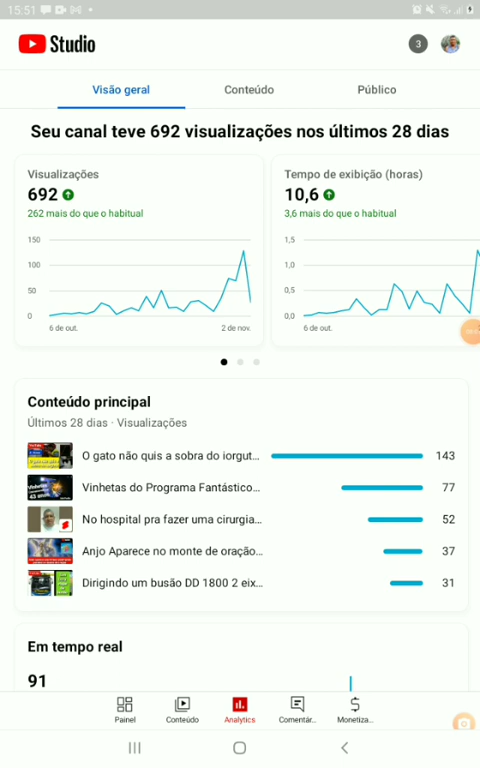 15:51
Studio
3
Visão geral
Conteúdo
Público
Seu canal teve 692 visualizações nos últimos 28 dias
Visualizações
692
262 mais do que o habitual
150
100
50
0
6 de out.
2 de nov.
Tempo de exibição (horas)
10,6
3,6 mais do que o habitual
1,5
1,0
0,5
0,0
6 de out.
Conteúdo principal
Últimos 28 dias · Visualizações
O gato não quis a sobra do iorgut... 143
Vinhetas do Programa Fantástico... 77
No hospital pra fazer uma cirurgia... 52
Anjo Aparece no monte de oração... 37
Dirigindo um busão DD 1800 2 eix... 31
Em tempo real
91
Painel
Conteúdo
Analytics
Comentár...
Monetiza...